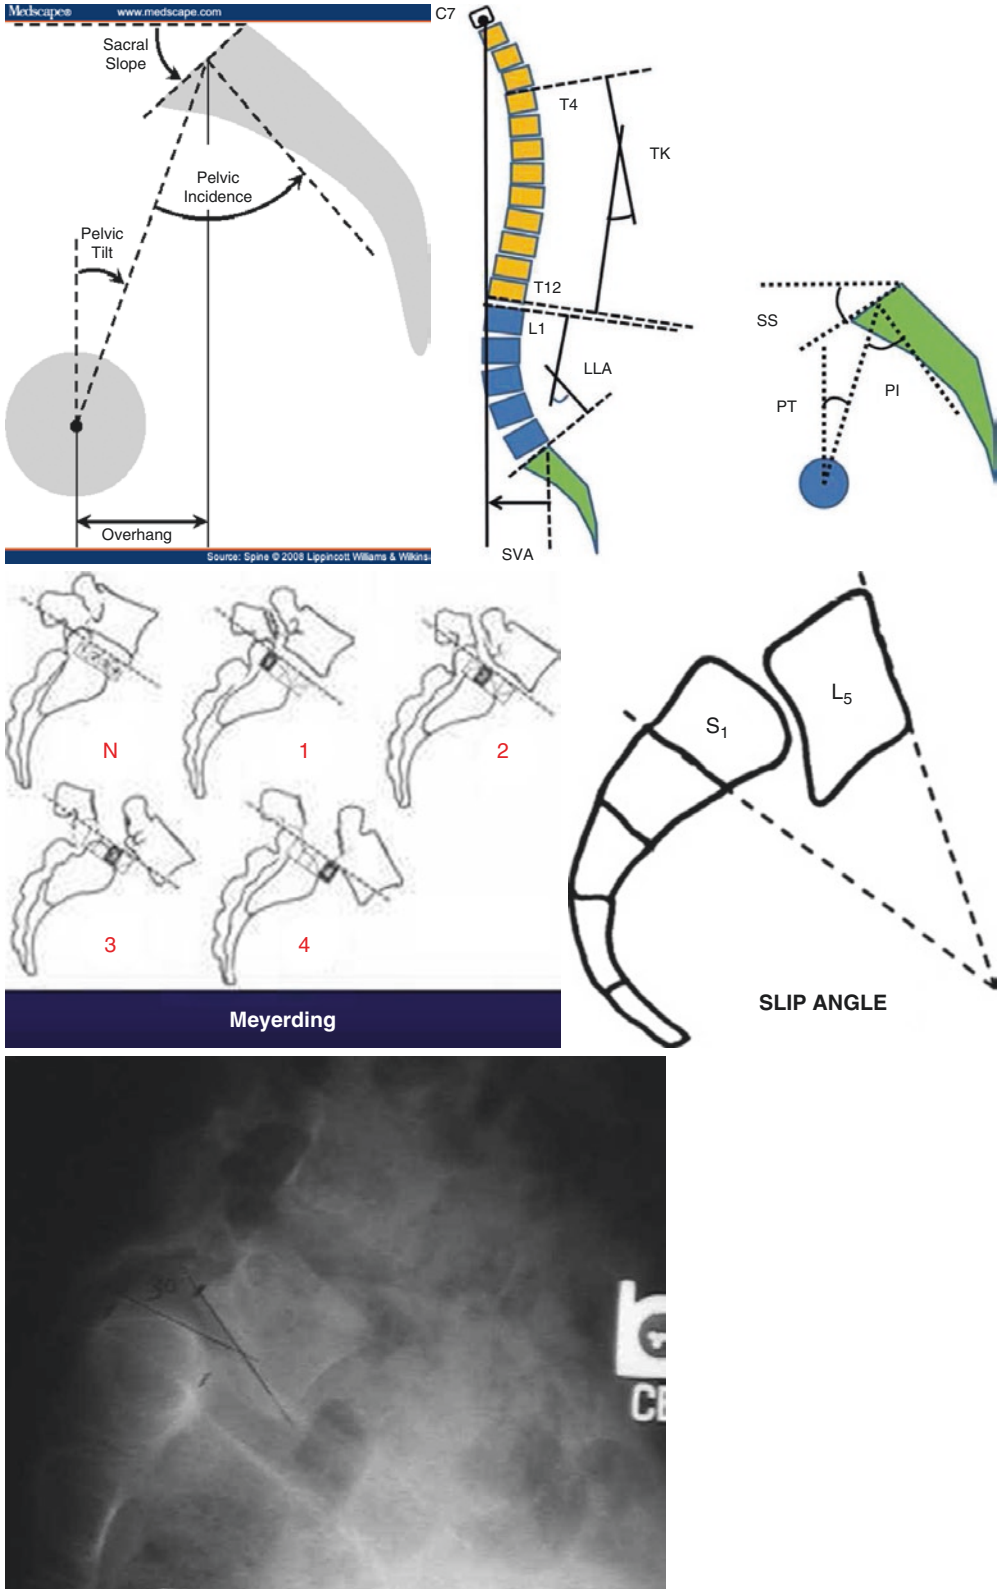 Medscape® www.medscape.com
Sacral
Slope
Pelvic
Incidence
Pelvic
Tilt
Overhang
Source: Spine © 2008 Lippincott Williams & Wilkins
C7
T4
TK
T12
L1
LLA
SVA
SS
PT
PI
N
1
2
3
4
Meyerding
S1
L5
SLIP ANGLE
30°
CE